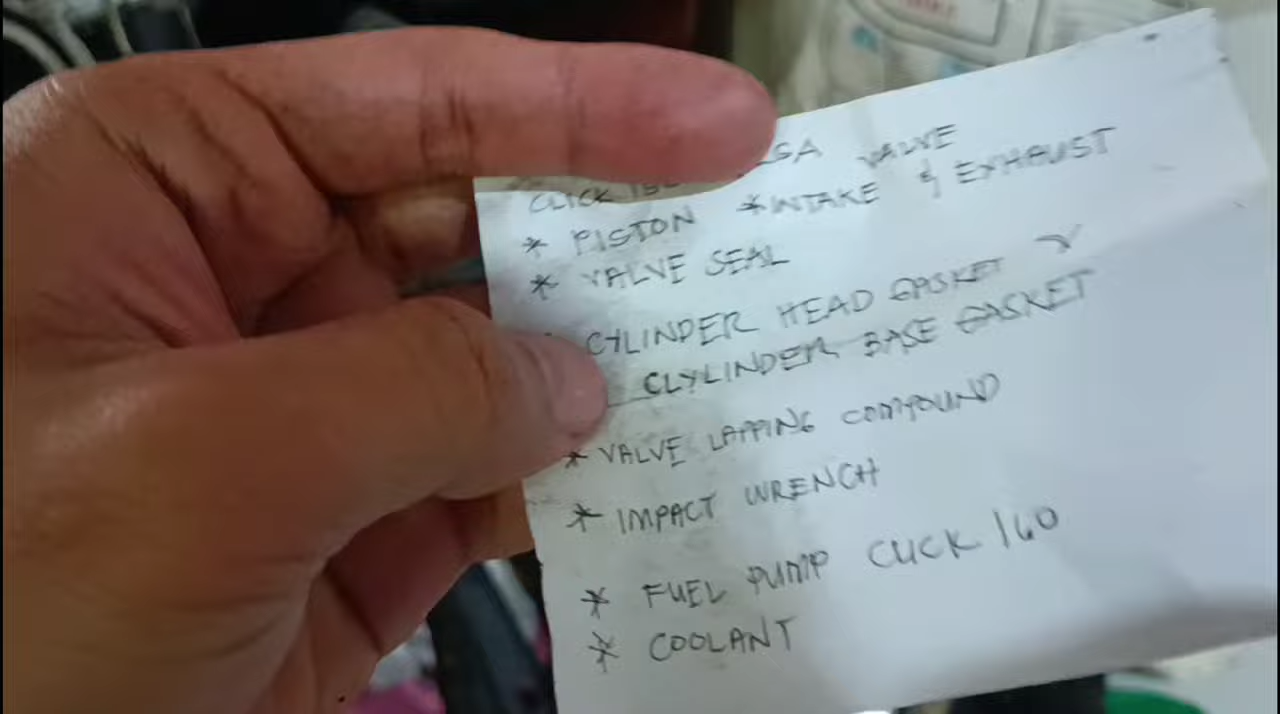 CLICK
VALVE
* PISTON *INTAKE & EXHAUST
* VALVE SEAL
CYLINDER HEAD GASKET
CLYLINDER BASE GASKET
* VALVE LAPPING COMPOUND
* IMPACT WRENCH
* FUEL PUMP CLICK 160
* COOLANT